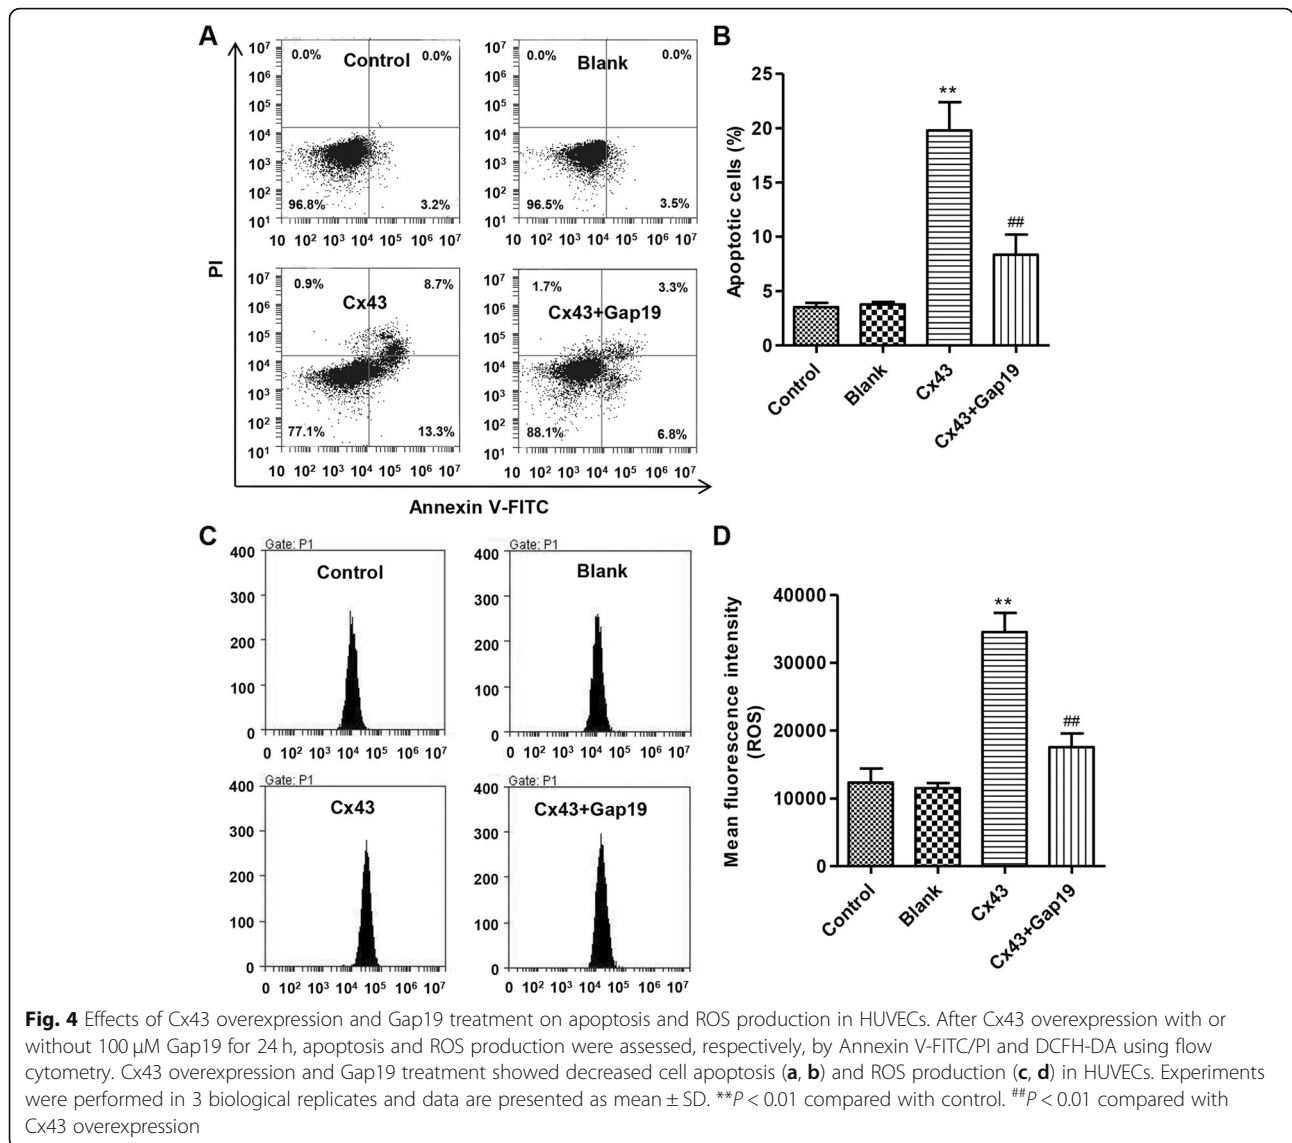 A
B
10⁷
10⁶
10⁵
10⁴
10³
10²
10¹
0.0%
Control
0.0%
96.8%
3.2%
10 10² 10³ 10⁴ 10⁵ 10⁶ 10⁷
10⁷
10⁶
10⁵
10⁴
10³
10²
10¹
0.0%
Blank
0.0%
96.5%
3.5%
10 10² 10³ 10⁴ 10⁵ 10⁶ 10⁷
PI
10⁷
10⁶
10⁵
10⁴
10³
10²
10¹
0.9%
8.7%
Cx43
77.1%
13.3%
10 10² 10³ 10⁴ 10⁵ 10⁶ 10⁷
10⁷
10⁶
10⁵
10⁴
10³
10²
10¹
1.7%
3.3%
Cx43+Gap19
88.1%
6.8%
10 10² 10³ 10⁴ 10⁵ 10⁶ 10⁷
Annexin V-FITC
Apoptotic cells (%)
25
20
15
10
5
0
**
##
Control
Blank
Cx43
Cx43+Gap19
C
D
Gate: P1
Control
400
300
200
100
0
0 10² 10³ 10⁴ 10⁵ 10⁶ 10⁷
Gate: P1
Blank
400
300
200
100
0
0 10² 10³ 10⁴ 10⁵ 10⁶ 10⁷
Gate: P1
Cx43
400
300
200
100
0
0 10² 10³ 10⁴ 10⁵ 10⁶ 10⁷
Gate: P1
Cx43+Gap19
400
300
200
100
0
0 10² 10³ 10⁴ 10⁵ 10⁶ 10⁷
Mean fluorescence intensity
(ROS)
40000
30000
20000
10000
0
**
##
Control
Blank
Cx43
Cx43+Gap19
Fig. 4 Effects of Cx43 overexpression and Gap19 treatment on apoptosis and ROS production in HUVECs. After Cx43 overexpression with or
without 100 μM Gap19 for 24 h, apoptosis and ROS production were assessed, respectively, by Annexin V-FITC/PI and DCFH-DA using flow
cytometry. Cx43 overexpression and Gap19 treatment showed decreased cell apoptosis (a, b) and ROS production (c, d) in HUVECs. Experiments
were performed in 3 biological replicates and data are presented as mean ± SD. **P < 0.01 compared with control. ##P < 0.01 compared with
Cx43 overexpression